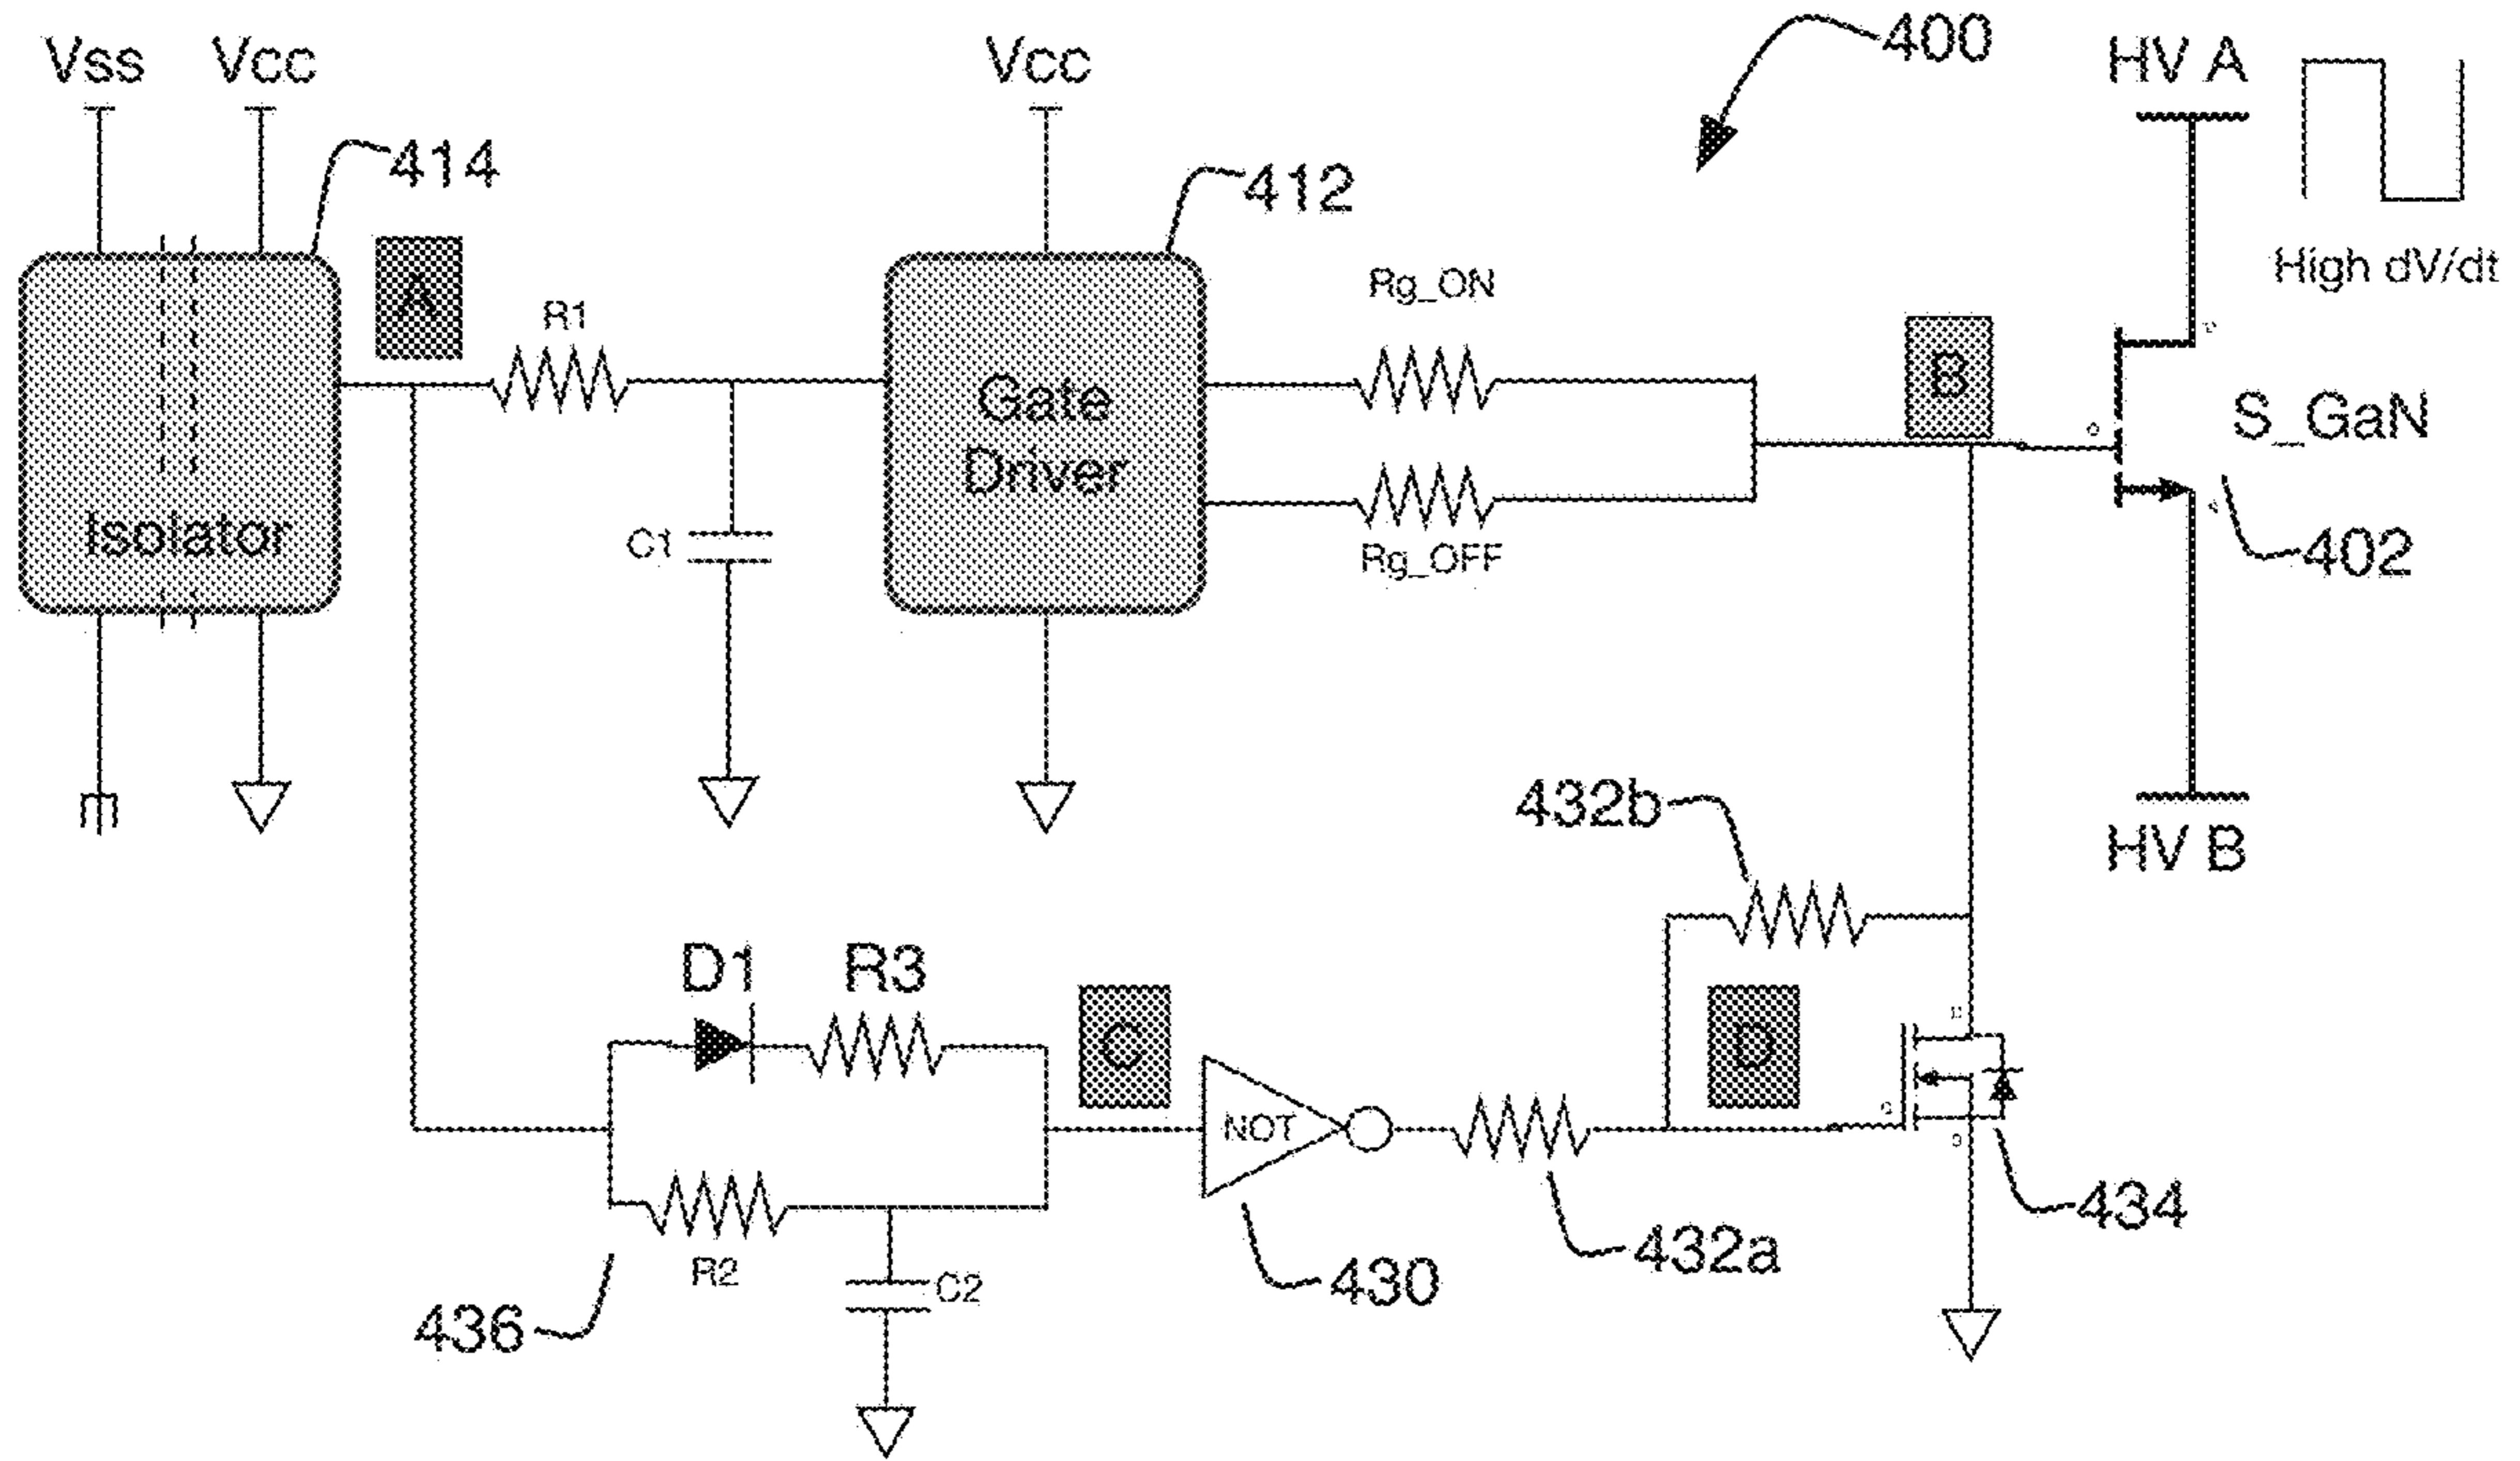 Vss
Vcc
Vcc
400
HV A
414
412
High dV/dt
A
R1
Rg_ON
B
Gate
Driver
S_GaN
Isolator
C1
Rg_OFF
402
432b
HV B
D1
R3
C
D
NOT
434
R2
432a
436
C2
430